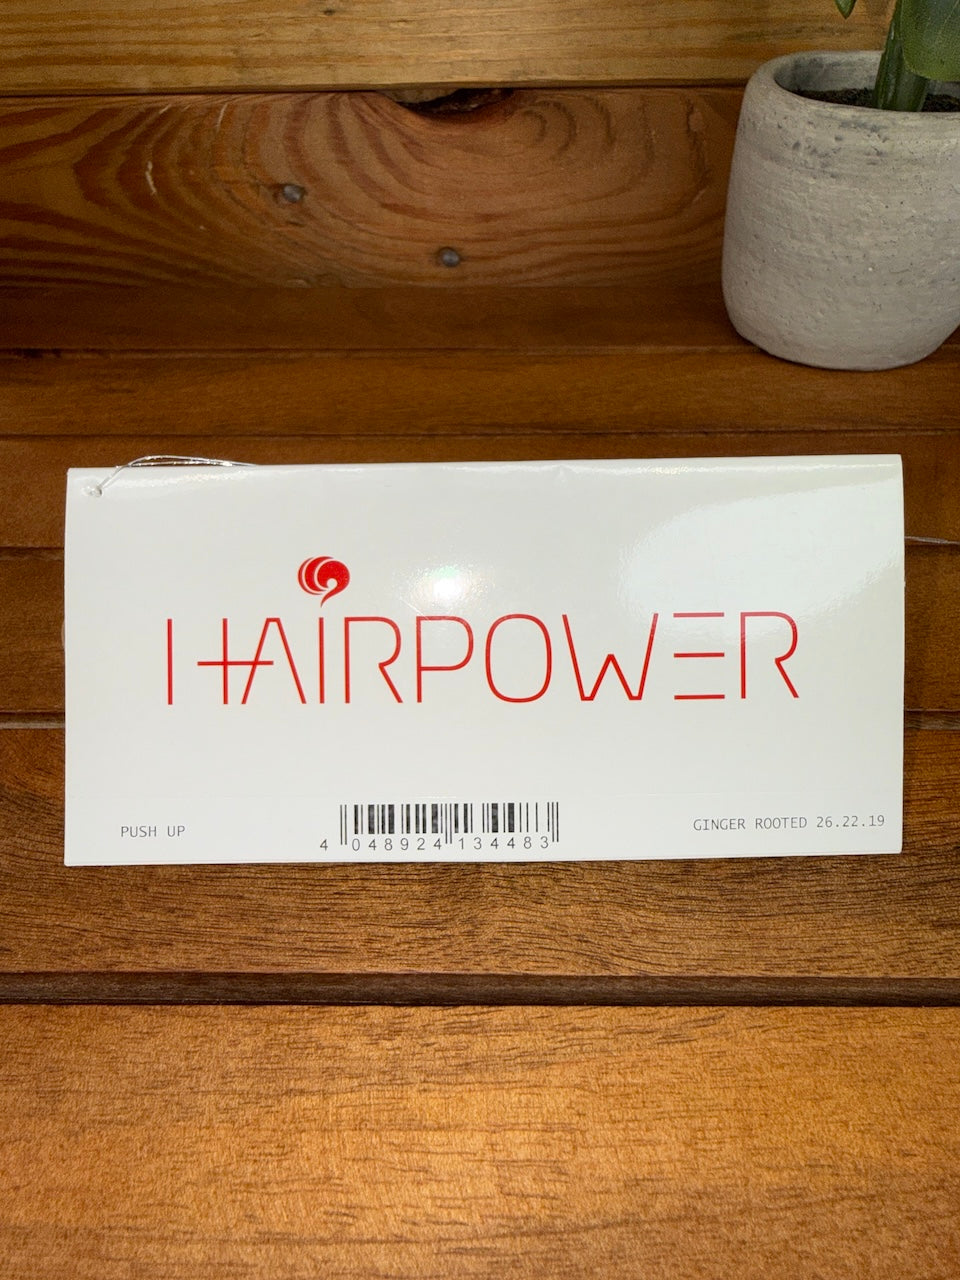 HAIRPOWER
PUSH UP
4 048924 134483
GINGER ROOTED 26.22.19